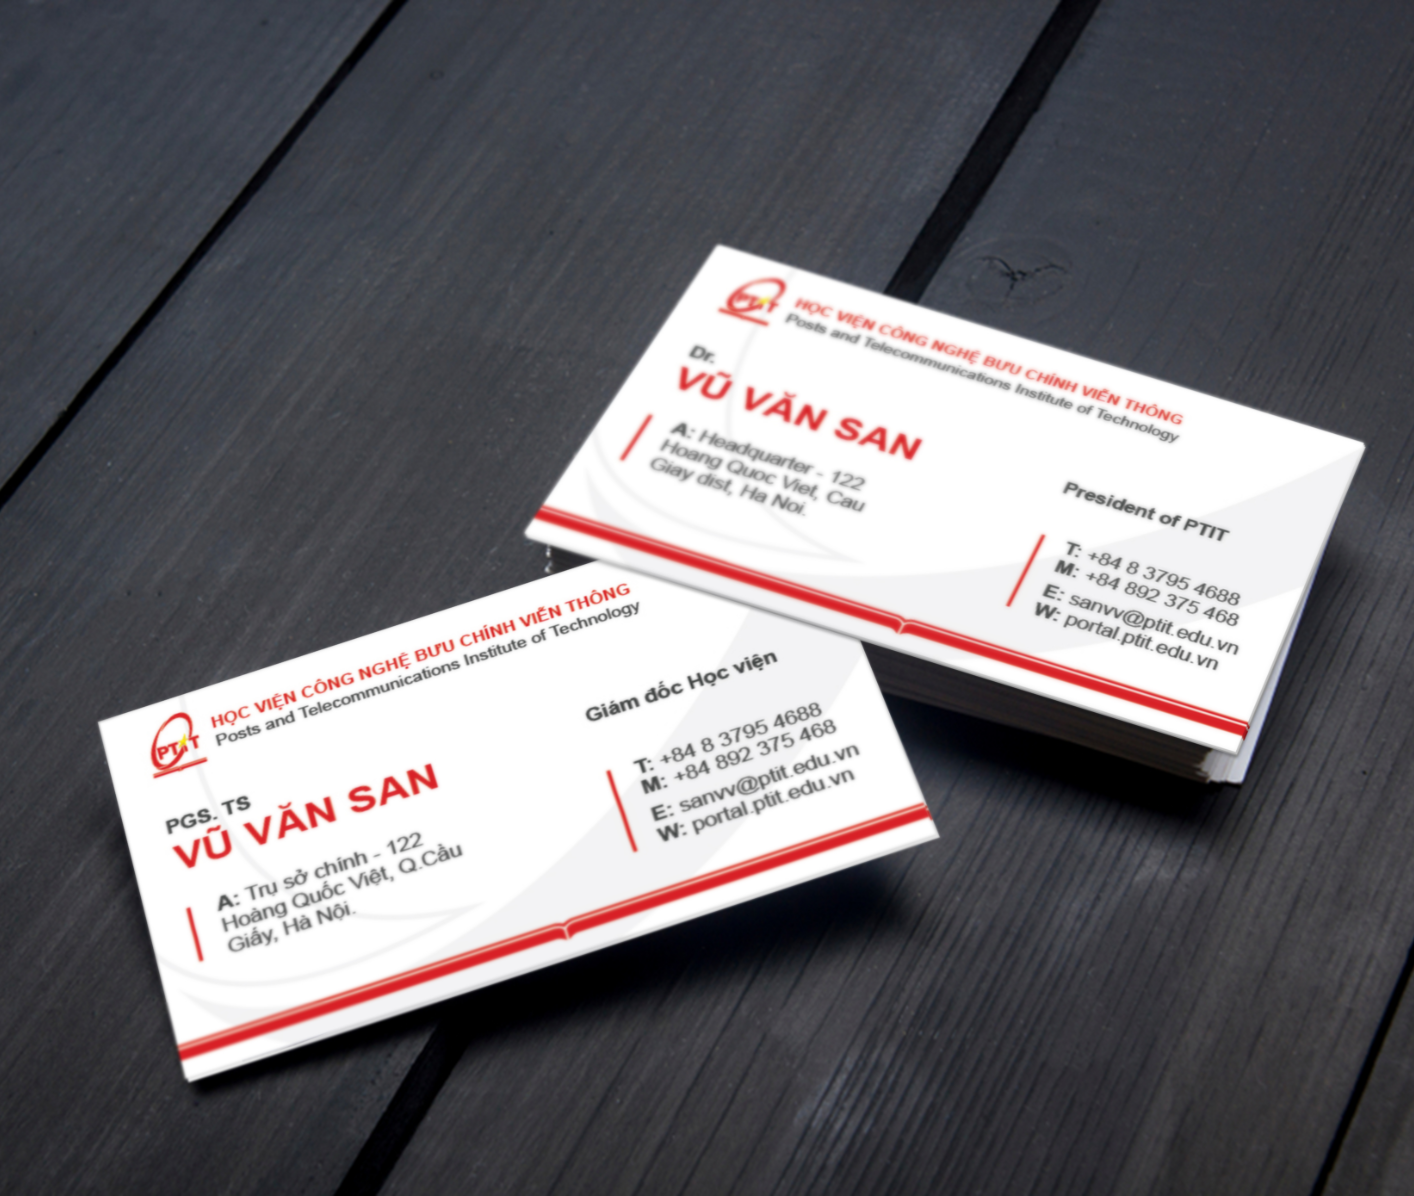 PTIT
HỌC VIỆN CÔNG NGHỆ BƯU CHÍNH VIỄN THÔNG
Posts and Telecommunications Institute of Technology
Dr.
VŨ VĂN SAN
A: Headquarter - 122
Hoang Quoc Viet, Cau
Giay dist, Ha Noi.
President of PTIT
T: +84 8 3795 4688
M: +84 892 375 468
E: sanvv@ptit.edu.vn
W: portal.ptit.edu.vn
PTIT
HỌC VIỆN CÔNG NGHỆ BƯU CHÍNH VIỄN THÔNG
Posts and Telecommunications Institute of Technology
PGS. TS
VŨ VĂN SAN
A: Trụ sở chính - 122
Hoàng Quốc Việt, Q.Cầu
Giấy, Hà Nội.
Giám đốc Học viện
T: +84 8 3795 4688
M: +84 892 375 468
E: sanvv@ptit.edu.vn
W: portal.ptit.edu.vn